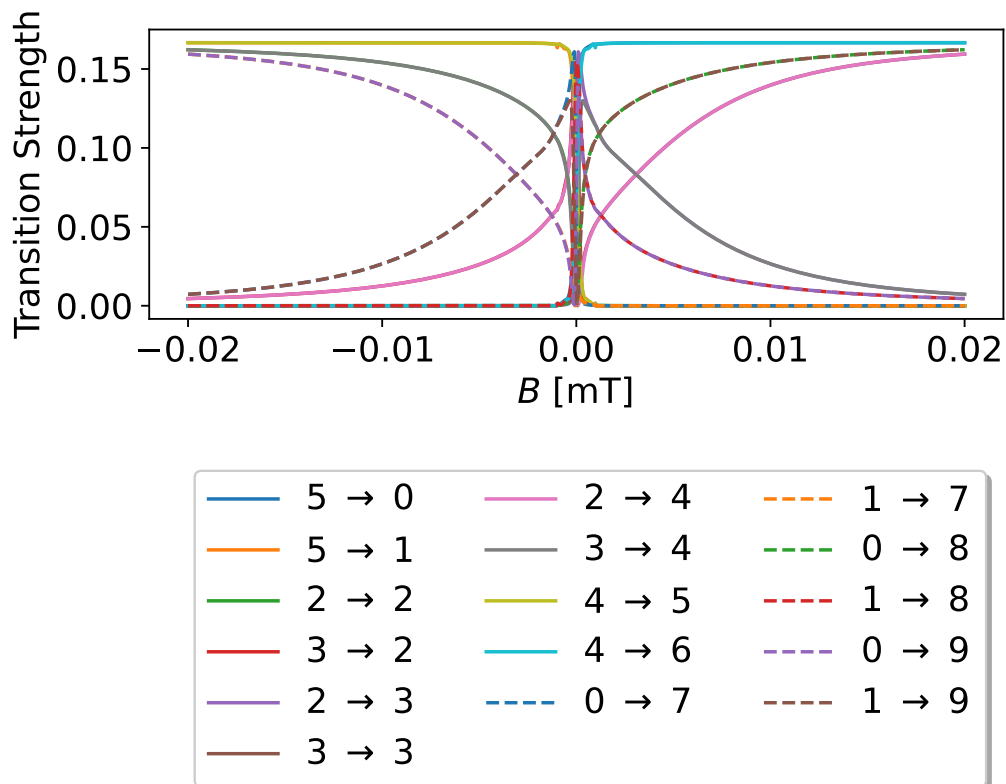 Transition Strength
0.15
0.10
0.05
0.00
−0.02 −0.01 0.00 0.01 0.02
B [mT]
5 → 0 2 → 4 1 → 7
5 → 1 3 → 4 0 → 8
2 → 2 4 → 5 1 → 8
3 → 2 4 → 6 0 → 9
2 → 3 0 → 7 1 → 9
3 → 3